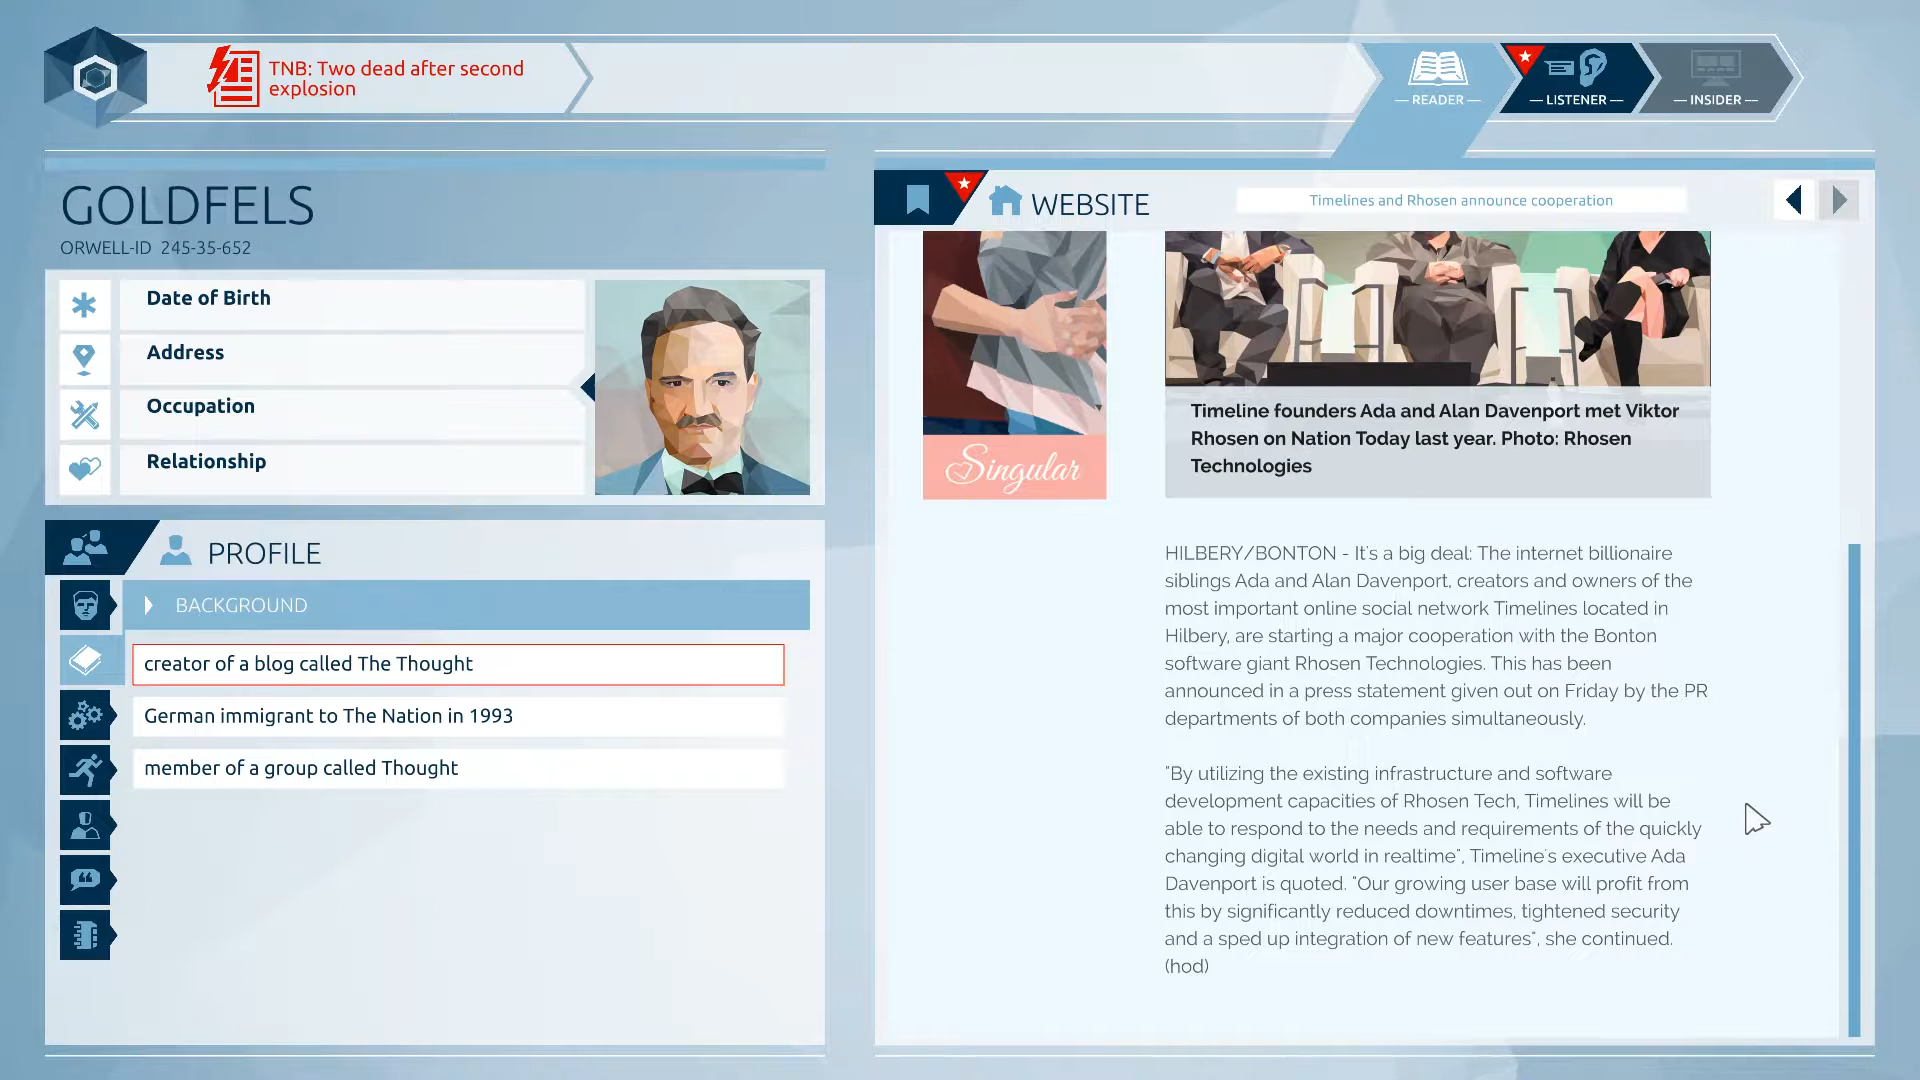 TNB: Two dead after second
explosion
READER
LISTENER
INSIDER
GOLDFELS
ORWELL-ID 245-35-652
Date of Birth
Address
Occupation
Relationship
PROFILE
BACKGROUND
creator of a blog called The Thought
German immigrant to The Nation in 1993
member of a group called Thought
WEBSITE
Timelines and Rhosen announce cooperation
Singular
Timeline founders Ada and Alan Davenport met Viktor
Rhosen on Nation Today last year. Photo: Rhosen
Technologies
HILBERY/BONTON - It's a big deal: The internet billionaire
siblings Ada and Alan Davenport, creators and owners of the
most important online social network Timelines located in
Hilbery, are starting a major cooperation with the Bonton
software giant Rhosen Technologies. This has been
announced in a press statement given out on Friday by the PR
departments of both companies simultaneously.
"By utilizing the existing infrastructure and software
development capacities of Rhosen Tech, Timelines will be
able to respond to the needs and requirements of the quickly
changing digital world in realtime", Timeline's executive Ada
Davenport is quoted. "Our growing user base will profit from
this by significantly reduced downtimes, tightened security
and a sped up integration of new features", she continued.
(hod)